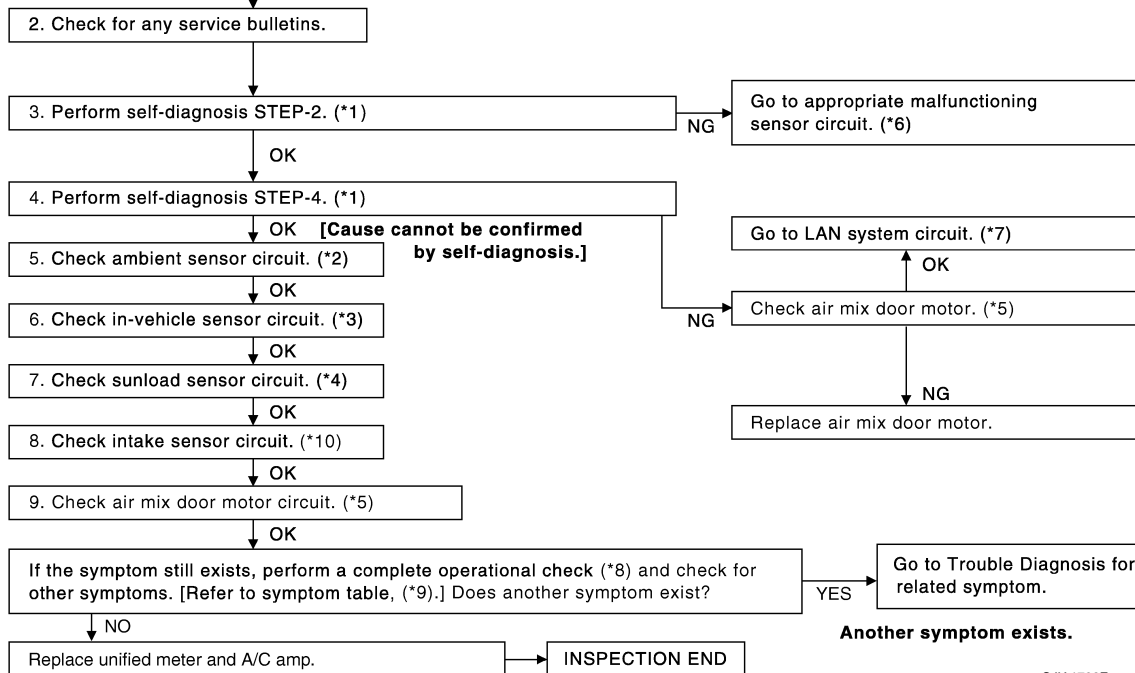 2. Check for any service bulletins.
3. Perform self-diagnosis STEP-2. (*1)
NG
Go to appropriate malfunctioning
sensor circuit. (*6)
OK
4. Perform self-diagnosis STEP-4. (*1)
OK
[Cause cannot be confirmed
by self-diagnosis.]
NG
Go to LAN system circuit. (*7)
OK
Check air mix door motor. (*5)
NG
Replace air mix door motor.
5. Check ambient sensor circuit. (*2)
OK
6. Check in-vehicle sensor circuit. (*3)
OK
7. Check sunload sensor circuit. (*4)
OK
8. Check intake sensor circuit. (*10)
OK
9. Check air mix door motor circuit. (*5)
OK
If the symptom still exists, perform a complete operational check (*8) and check for
other symptoms. [Refer to symptom table, (*9).] Does another symptom exist?
YES
Go to Trouble Diagnosis for
related symptom.
Another symptom exists.
NO
Replace unified meter and A/C amp.
INSPECTION END